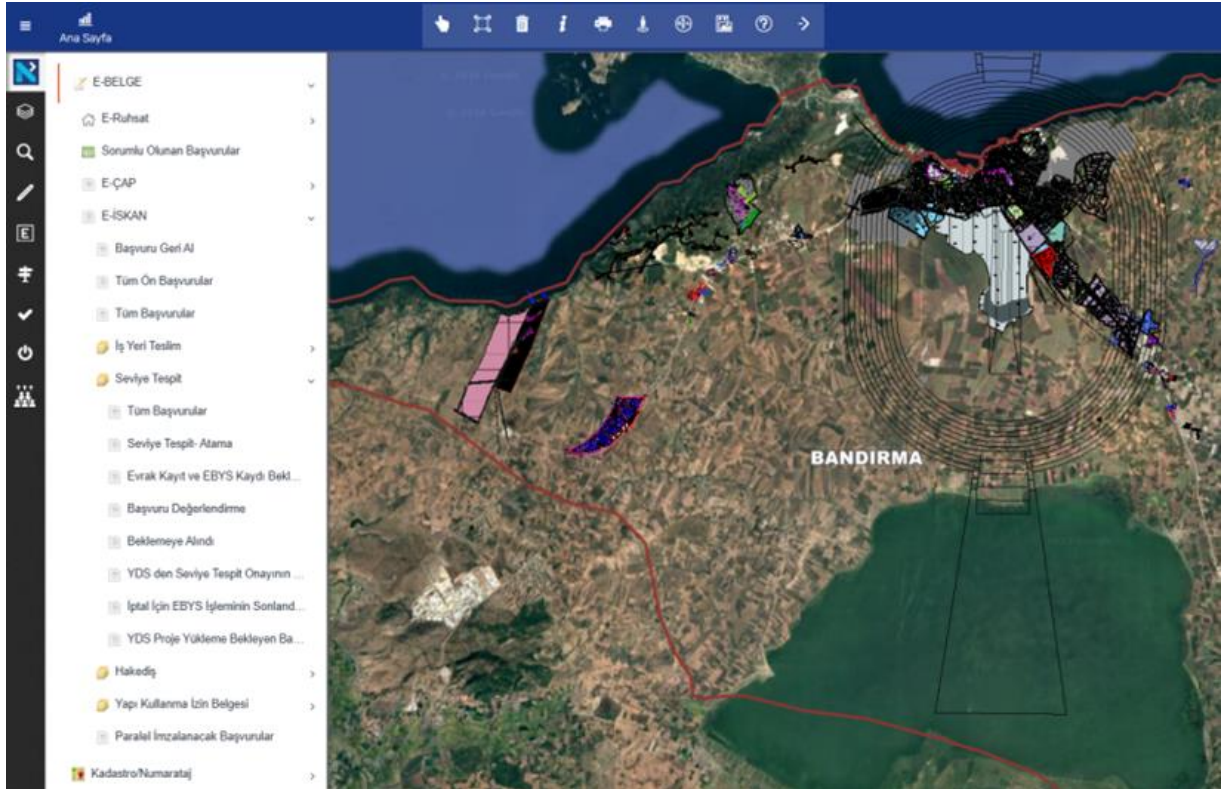 Ana Sayfa
E-BELGE
E-Ruhsat
Sorumlu Olunan Başvurular
E-ÇAP
E-İSKAN
Başvuru Geri Al
Tüm Ön Başvurular
Tüm Başvurular
İş Yeri Teslim
Seviye Tespit
Tüm Başvurular
Seviye Tespit- Atama
Evrak Kayıt ve EBYS Kaydı Bekl...
Başvuru Değerlendirme
Beklemeye Alındı
YDS den Seviye Tespit Onayının ...
İptal İçin EBYS İşleminin Sonland...
YDS Proje Yükleme Bekleyen Ba...
Hakediş
Yapı Kullanma İzin Belgesi
Paralel İmzalanacak Başvurular
Kadastro/Numarataj
BANDIRMA